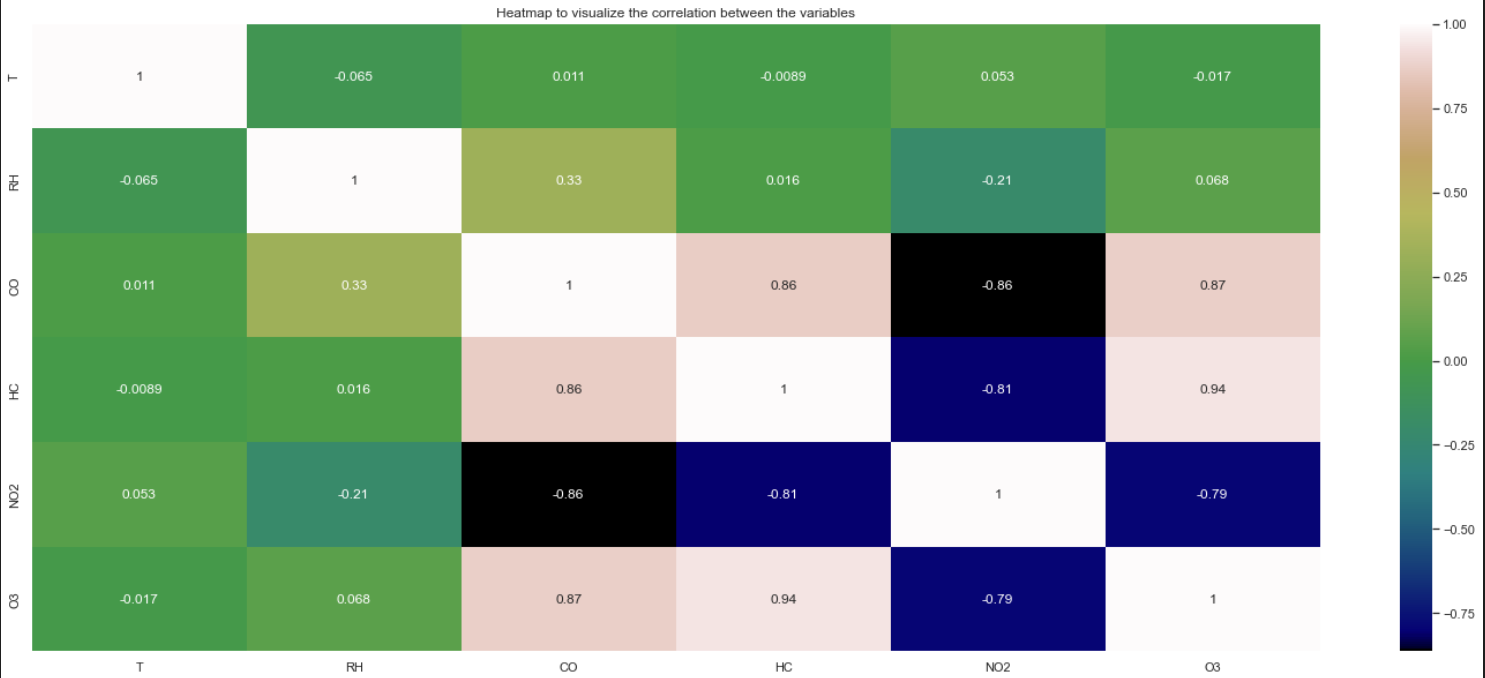 Heatmap to visualize the correlation between the variables
T 1 -0.065 0.011 -0.0089 0.053 -0.017
RH -0.065 1 0.33 0.016 -0.21 0.068
CO 0.011 0.33 1 0.86 -0.86 0.87
HC -0.0089 0.016 0.86 1 -0.81 0.94
NO2 0.053 -0.21 -0.86 -0.81 1 -0.79
O3 -0.017 0.068 0.87 0.94 -0.79 1
T RH CO HC NO2 O3
1.00
0.75
0.50
0.25
0.00
−0.25
−0.50
−0.75